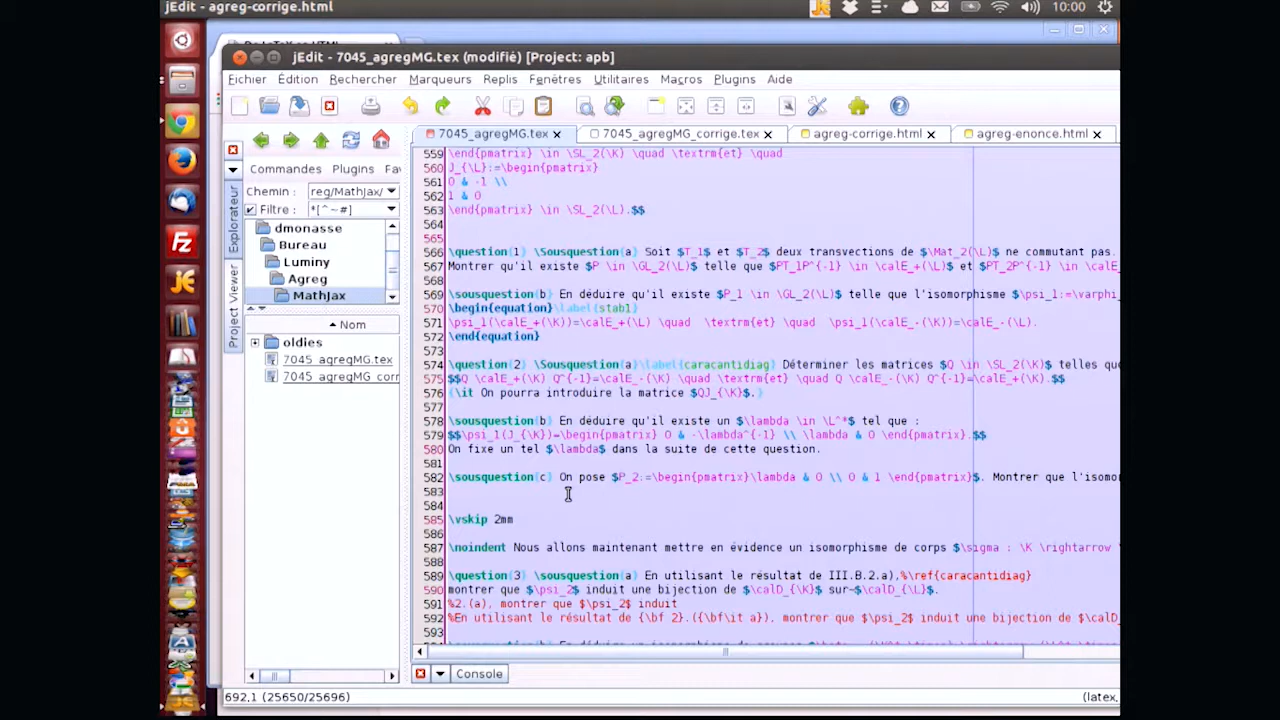 jEdit - agreg-corrige.html
10:00
jEdit - 7045_agregMG.tex (modifié) [Project: apb]
Fichier Édition Rechercher Marqueurs Replis Fenêtres Utilitaires Macros Plugins Aide
7045_agregMG.tex 7045_agregMG_corrige.tex agreg-corrige.html agreg-enonce.html
Commandes Plugins Fav
Chemin : reg/MathJax/
Filtre : *[^~#]
dmonasse
Bureau
Luminy
Agreg
MathJax
Nom
oldies
7045_agregMG.tex
7045_agregMG_corr
Explorateur
Project Viewer
559 \end{pmatrix} \in \SL_2(\K) \quad \textrm{et} \quad
560 J_{\L}:=\begin{pmatrix}
561 0 & -1 \\
562 1 & 0
563 \end{pmatrix} \in \SL_2(\L).$$
564
565
566 \question{1} \Sousquestion{a} Soit $T_1$ et $T_2$ deux transvections de $\Mat_2(\L)$ ne commutant pas.
567 Montrer qu'il existe $P \in \GL_2(\L)$ telle que $PT_1P^{-1} \in \calE_+(\L)$ et $PT_2P^{-1} \in \calE_
568
569 \sousquestion{b} En déduire qu'il existe $P_1 \in \GL_2(\L)$ telle que l'isomorphisme $\psi_1:=\varphi_
570 \begin{equation}\label{stab1}
571 \psi_1(\calE_+(\K))=\calE_+(\L) \quad \textrm{et} \quad \psi_1(\calE_-(\K))=\calE_-(\L).
572 \end{equation}
573
574 \question{2} \Sousquestion{a}\label{caracantidiag} Déterminer les matrices $Q \in \SL_2(\K)$ telles que
575 $$Q \calE_+(\K) Q^{-1}=\calE_-(\K) \quad \textrm{et} \quad Q \calE_-(\K) Q^{-1}=\calE_+(\K).$$
576 {\it On pourra introduire la matrice $QJ_{\K}$.}
577
578 \sousquestion{b} En déduire qu'il existe un $\lambda \in \L^*$ tel que :
579 $$\psi_1(J_{\K})=\begin{pmatrix} 0 & -\lambda^{-1} \\ \lambda & 0 \end{pmatrix}.$$
580 On fixe un tel $\lambda$ dans la suite de cette question.
581
582 \sousquestion{c} On pose $P_2:=\begin{pmatrix}\lambda & 0 \\ 0 & 1 \end{pmatrix}$. Montrer que l'isomo
583
584
585 \vskip 2mm
586
587 \noindent Nous allons maintenant mettre en évidence un isomorphisme de corps $\sigma : \K \rightarrow \
588
589 \question{3} \sousquestion{a} En utilisant le résultat de III.B.2.a),%\ref{caracantidiag}
590 montrer que $\psi_2$ induit une bijection de $\calD_{\K}$ sur~$\calD_{\L}$.
591 %2.(a), montrer que $\psi_2$ induit
592 %En utilisant le résultat de {\bf 2}.({\bf\it a}), montrer que $\psi_2$ induit une bijection de $\calD_
593
Console
692,1 (25650/25696)
(latex,